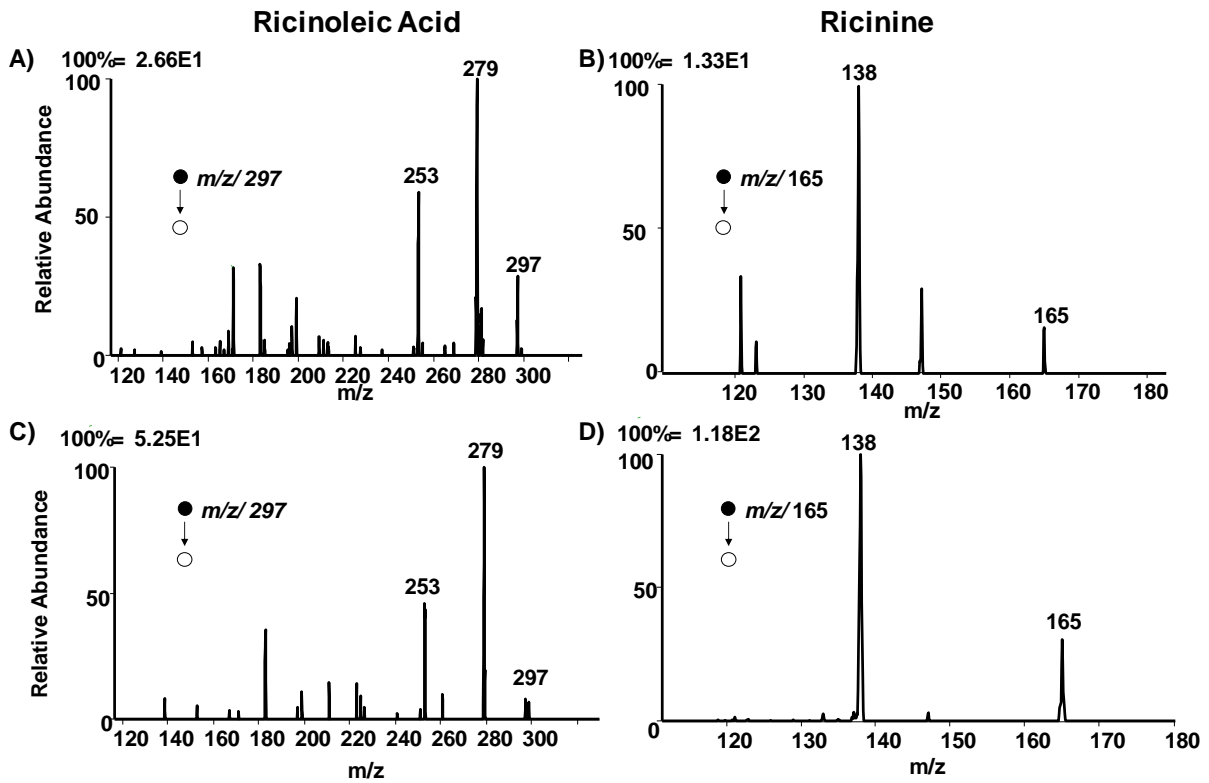 Ricinoleic Acid
Ricinine
A) 100%= 2.66E1
Relative Abundance
100
50
0
279
253
297
m/z/ 297
120 140 160 180 200 220 240 260 280 300
m/z
B) 100%= 1.33E1
100
50
0
138
165
m/z/ 165
120 130 140 150 160 170 180
m/z
C) 100%= 5.25E1
Relative Abundance
100
50
0
279
253
297
m/z/ 297
120 140 160 180 200 220 240 260 280 300
m/z
D) 100%= 1.18E2
100
50
0
138
165
m/z/ 165
120 130 140 150 160 170 180
m/z